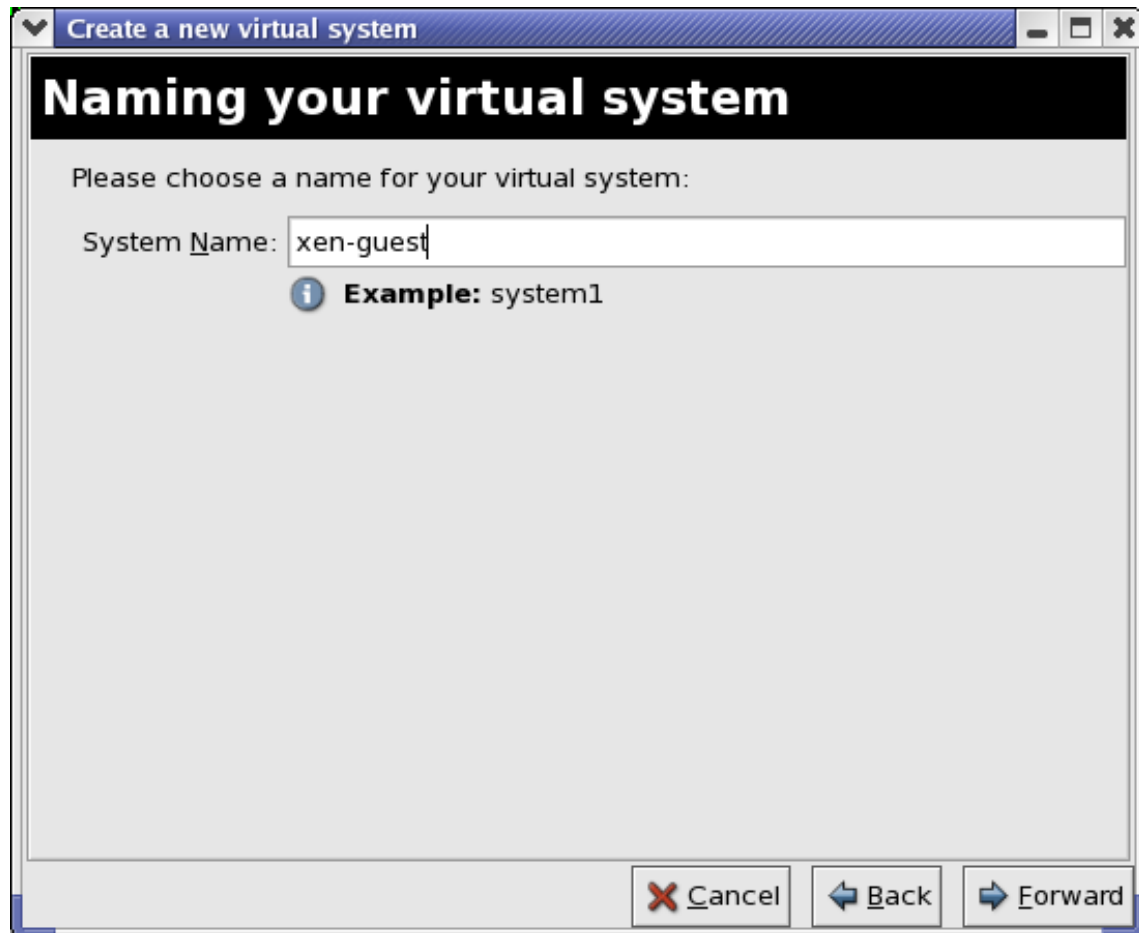 Create a new virtual system
Naming your virtual system
Please choose a name for your virtual system:
System Name: xen-guest
Example: system1
Cancel Back Forward